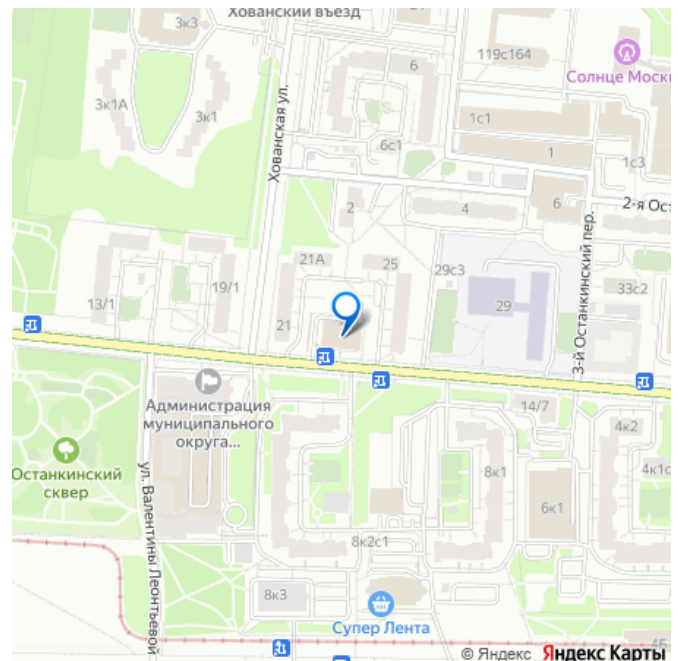 Хованский въезд
3к3
119с164
6
Солнце Моск
3к1А
3к1
Хованская ул.
1с1
6с1
1
1с3
2
4
6
2-я Ост
21А
25
29с3
3-й Останкинский пер.
19/1
33с2
13/1
29
21
Администрация
муниципального
округа...
14/7
4к2
Останкинский
сквер
ул. Валентины Леонтьевой
8к1
4к1с
6к1
8к2с1
8к3
Супер Лента
4Б
© Яндекс Яндекс Карты